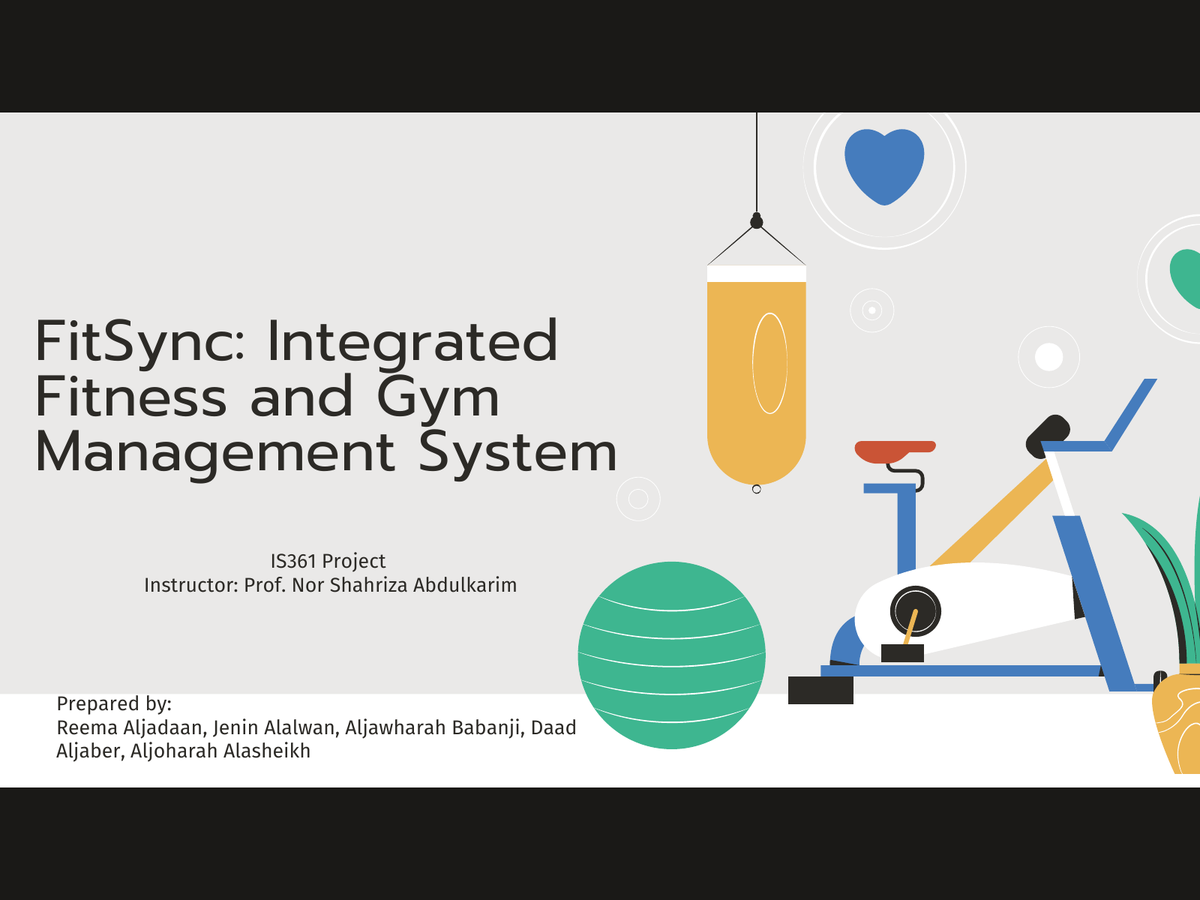 FitSync: Integrated
Fitness and Gym
Management System
IS361 Project
Instructor: Prof. Nor Shahriza Abdulkarim
Prepared by:
Reema Aljadaan, Jenin Alalwan, Aljawharah Babanji, Daad
Aljaber, Aljoharah Alasheikh